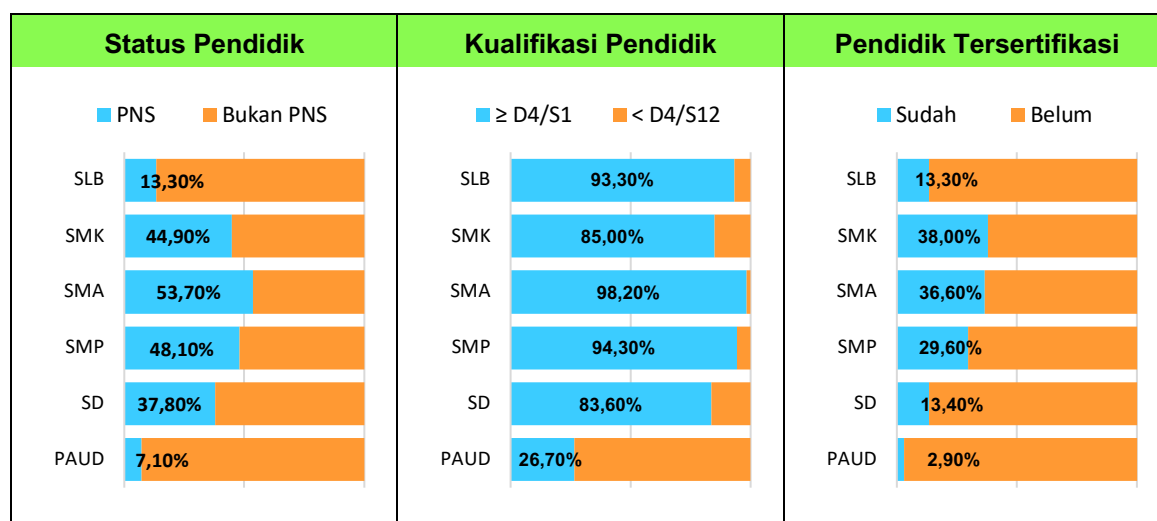 Status Pendidik
PNS Bukan PNS
SLB 13,30%
SMK 44,90%
SMA 53,70%
SMP 48,10%
SD 37,80%
PAUD 7,10%
Kualifikasi Pendidik
≥ D4/S1 < D4/S12
SLB 93,30%
SMK 85,00%
SMA 98,20%
SMP 94,30%
SD 83,60%
PAUD 26,70%
Pendidik Tersertifikasi
Sudah Belum
SLB 13,30%
SMK 38,00%
SMA 36,60%
SMP 29,60%
SD 13,40%
PAUD 2,90%